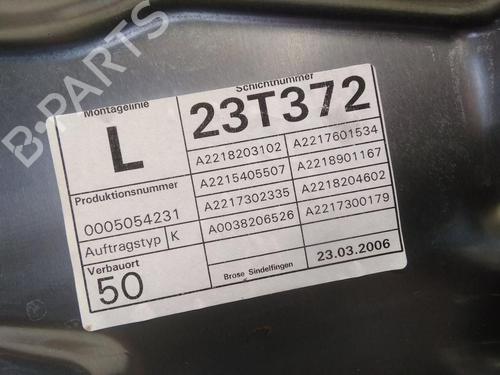 B-PARTS
Montagelinie
Schichtnummer
L
23T372
Produktionsnummer
0005054231
A2218203102 A2217601534
A2215405507 A2218901167
A2217302335 A2218204602
A0038206526 A2217300179
Auftragstyp K
Verbauort
50
Brose Sindelfingen
23.03.2006